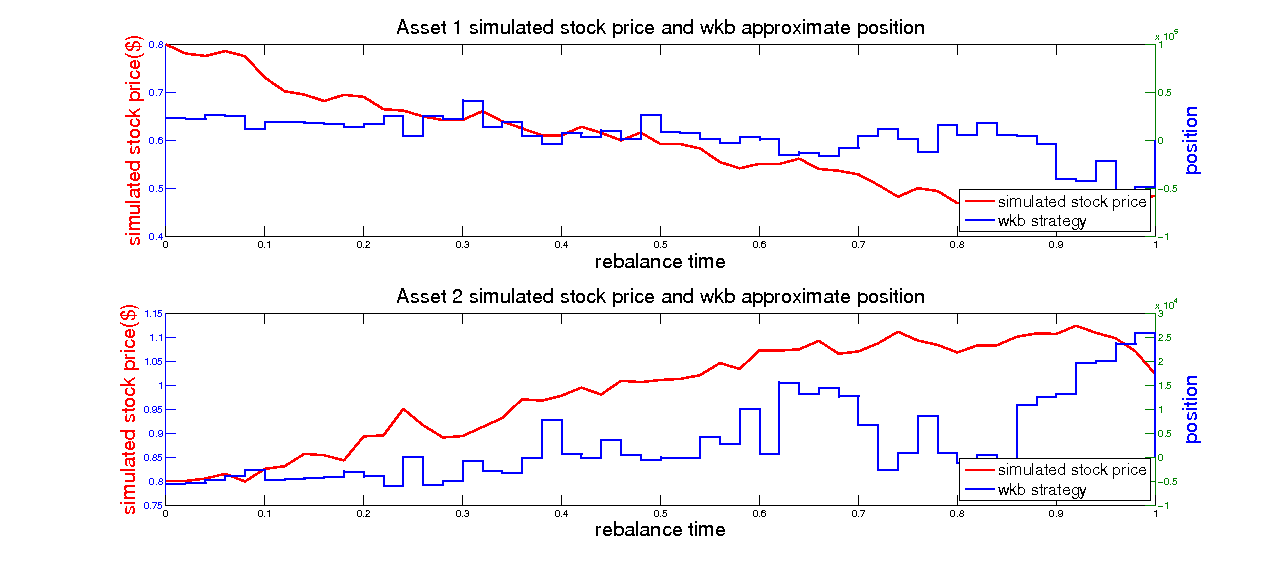 Asset 1 simulated stock price and wkb approximate position
x 10^5
simulated stock price($)
0.8
0.7
0.6
0.5
0.4
1
0.5
0
-0.5
-1
position
simulated stock price
wkb strategy
0 0.1 0.2 0.3 0.4 0.5 0.6 0.7 0.8 0.9 1
rebalance time
Asset 2 simulated stock price and wkb approximate position
x 10^4
simulated stock price($)
1.15
1.1
1.05
1
0.95
0.9
0.85
0.8
0.75
3
2.5
2
1.5
1
0.5
0
-0.5
-1
position
simulated stock price
wkb strategy
0 0.1 0.2 0.3 0.4 0.5 0.6 0.7 0.8 0.9 1
rebalance time